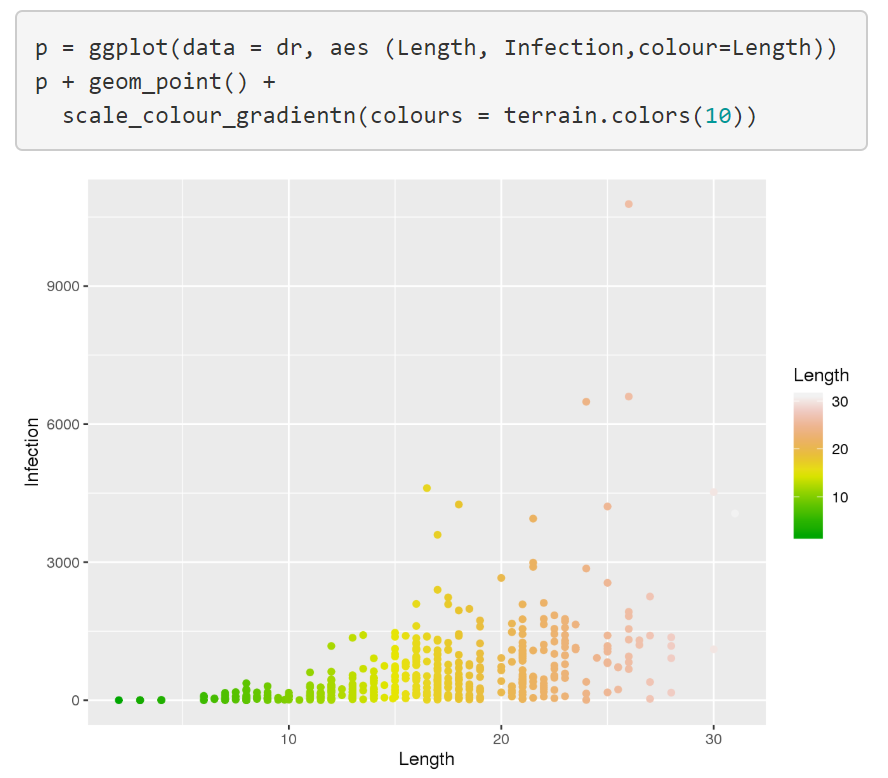 p = ggplot(data = dr, aes (Length, Infection,colour=Length))
p + geom_point() +
  scale_colour_gradientn(colours = terrain.colors(10))
9000
6000
3000
0
Infection
10
20
30
Length
Length
30
20
10